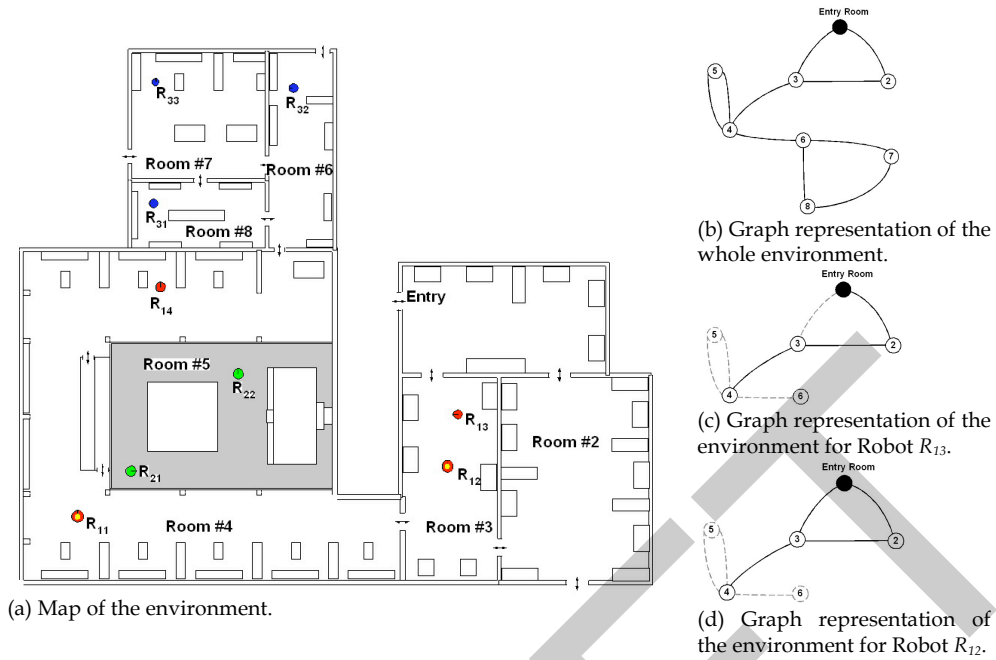 R33
R32
Room #7
Room #6
R31
Room #8
R14
Entry
Room #5
R22
R13
Room #2
R12
R21
R11
Room #4
Room #3
(a) Map of the environment.
Entry Room
5
3
2
4
6
7
8
(b) Graph representation of the
whole environment.
Entry Room
5
3
2
4
6
(c) Graph representation of the
environment for Robot R13.
Entry Room
5
3
2
4
6
(d) Graph representation of
the environment for Robot R12.